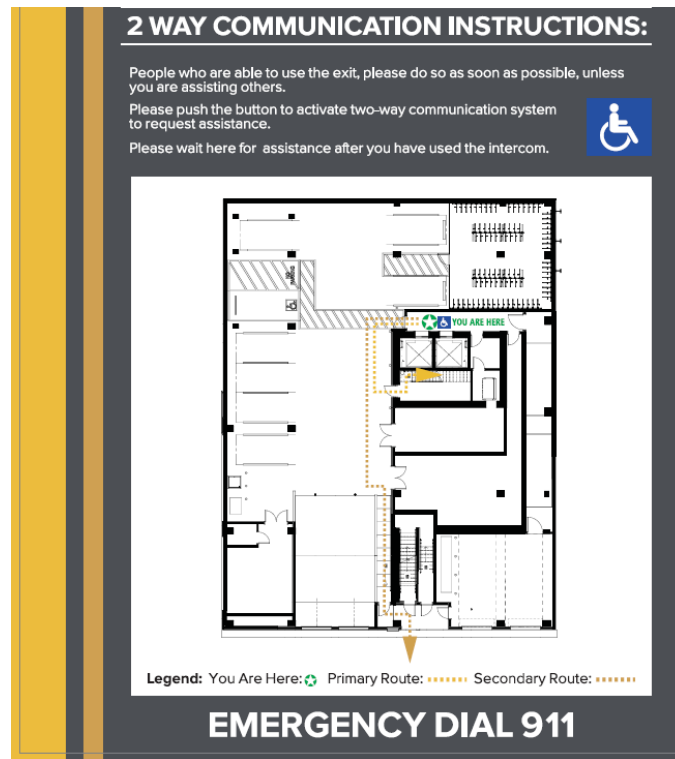 2 WAY COMMUNICATION INSTRUCTIONS:
People who are able to use the exit, please do so as soon as possible, unless
you are assisting others.
Please push the button to activate two-way communication system
to request assistance.
Please wait here for assistance after you have used the intercom.
NO
PARKING
YOU ARE HERE
Legend: You Are Here: Primary Route: Secondary Route:
EMERGENCY DIAL 911